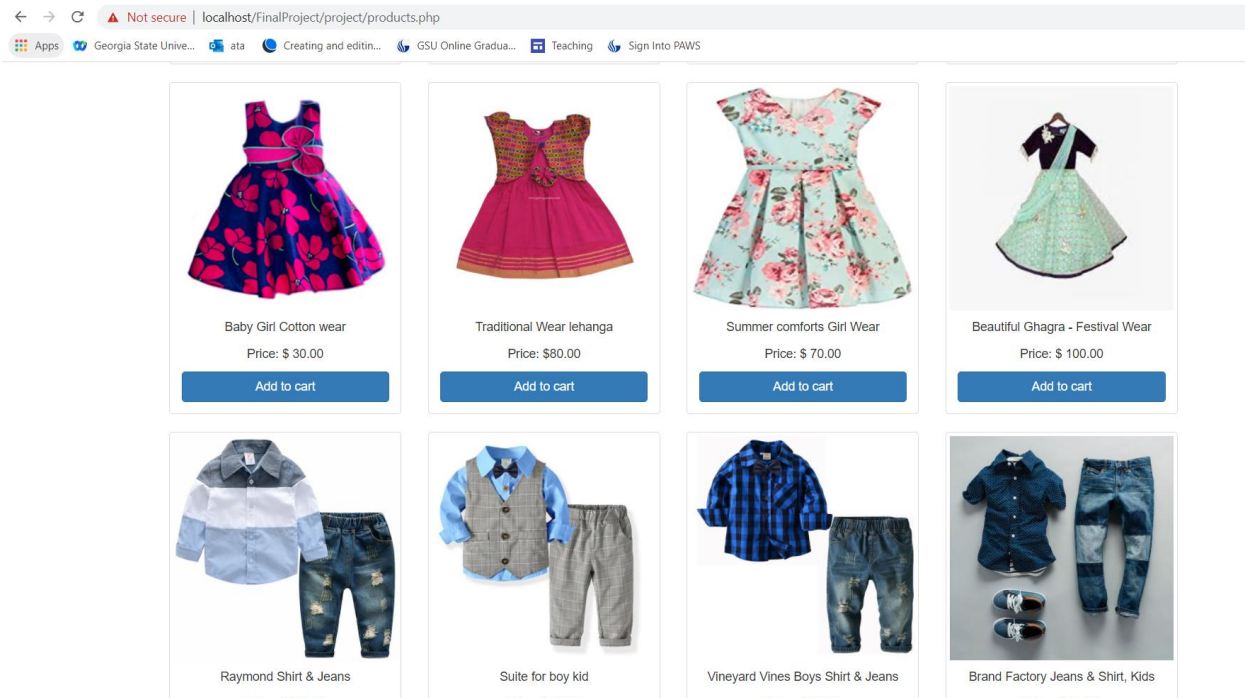 Not secure | localhost/FinalProject/project/products.php
Apps Georgia State Unive... ata Creating and editin... GSU Online Gradua... Teaching Sign Into PAWS
Baby Girl Cotton wear
Price: $ 30.00
Add to cart
Traditional Wear lehanga
Price: $80.00
Add to cart
Summer comforts Girl Wear
Price: $ 70.00
Add to cart
Beautiful Ghagra - Festival Wear
Price: $ 100.00
Add to cart
Raymond Shirt & Jeans
Suite for boy kid
Vineyard Vines Boys Shirt & Jeans
Brand Factory Jeans & Shirt, Kids